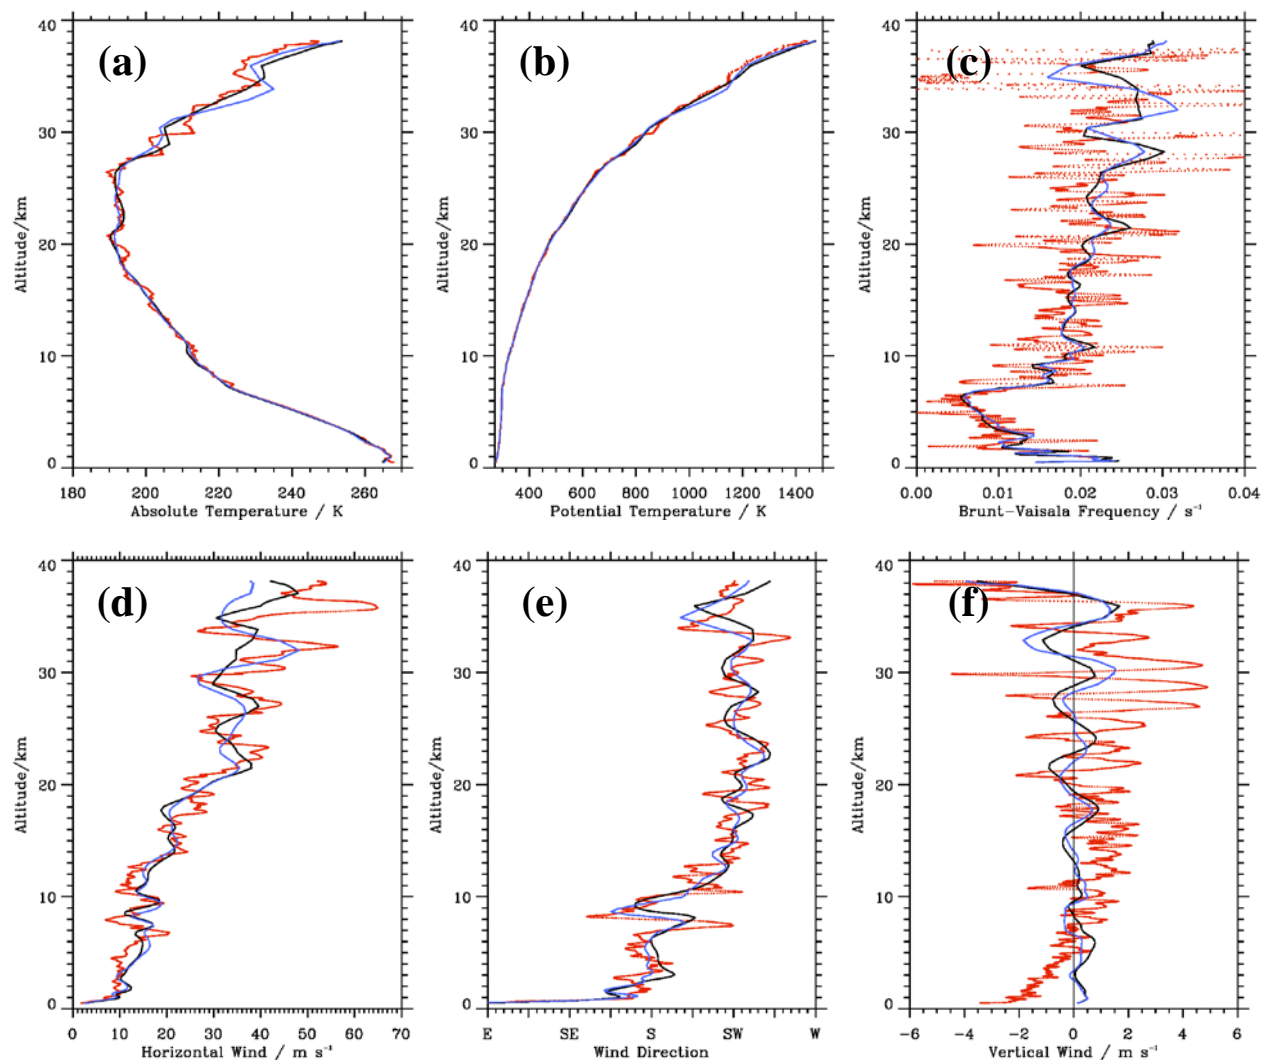 (a)
40
30
20
10
0
Altitude/km
180 200 220 240 260
Absolute Temperature / K
(b)
40
30
20
10
0
Altitude/km
400 600 800 1000 1200 1400
Potential Temperature / K
(c)
40
30
20
10
0
Altitude/km
0.00 0.01 0.02 0.03 0.04
Brunt-Vaisala Frequency / s⁻¹
(d)
40
30
20
10
0
Altitude/km
0 10 20 30 40 50 60 70
Horizontal Wind / m s⁻¹
(e)
40
30
20
10
0
Altitude/km
E SE S SW W
Wind Direction
(f)
40
30
20
10
0
Altitude/km
-6 -4 -2 0 2 4 6
Vertical Wind / m s⁻¹